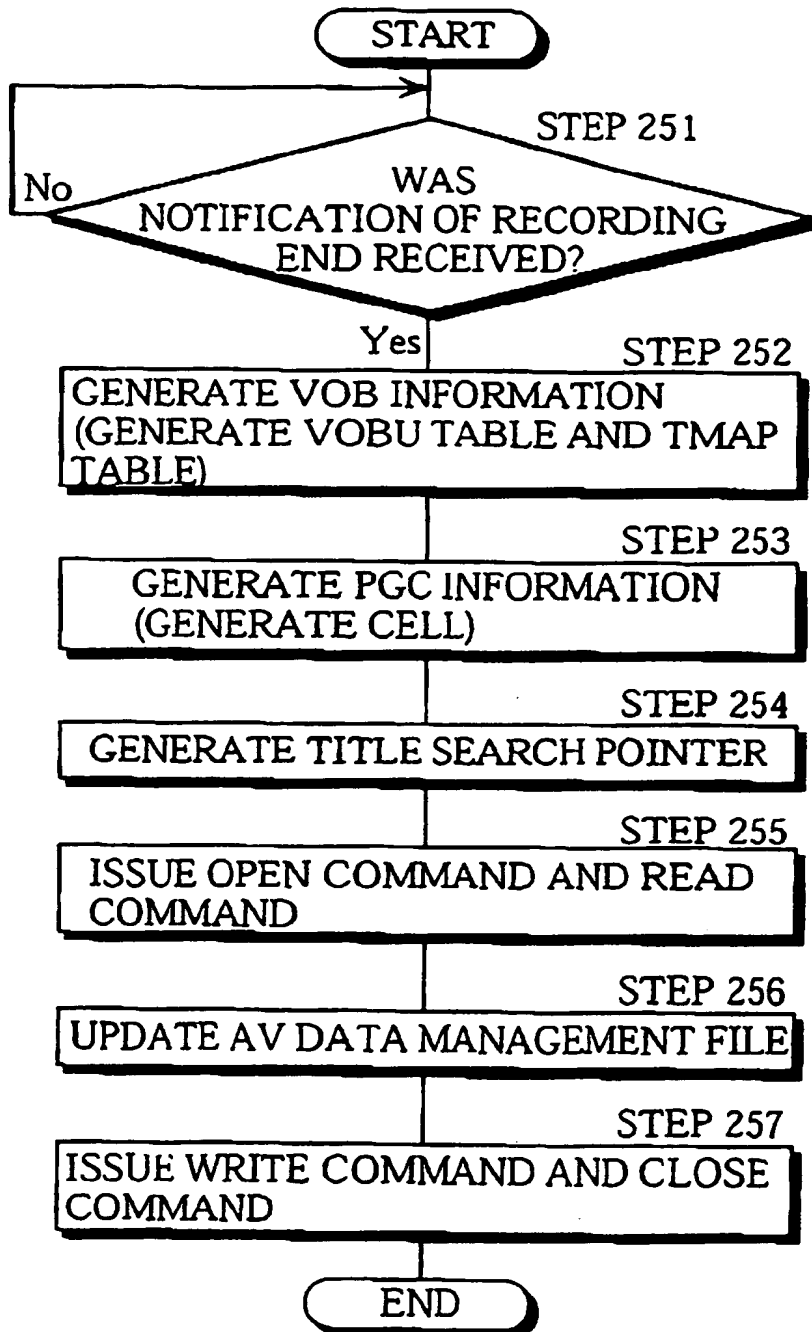 START
STEP 251
No
WAS
NOTIFICATION OF RECORDING
END RECEIVED?
Yes
STEP 252
GENERATE VOB INFORMATION
(GENERATE VOBU TABLE AND TMAP
TABLE)
STEP 253
GENERATE PGC INFORMATION
(GENERATE CELL)
STEP 254
GENERATE TITLE SEARCH POINTER
STEP 255
ISSUE OPEN COMMAND AND READ
COMMAND
STEP 256
UPDATE AV DATA MANAGEMENT FILE
STEP 257
ISSUE WRITE COMMAND AND CLOSE
COMMAND
END